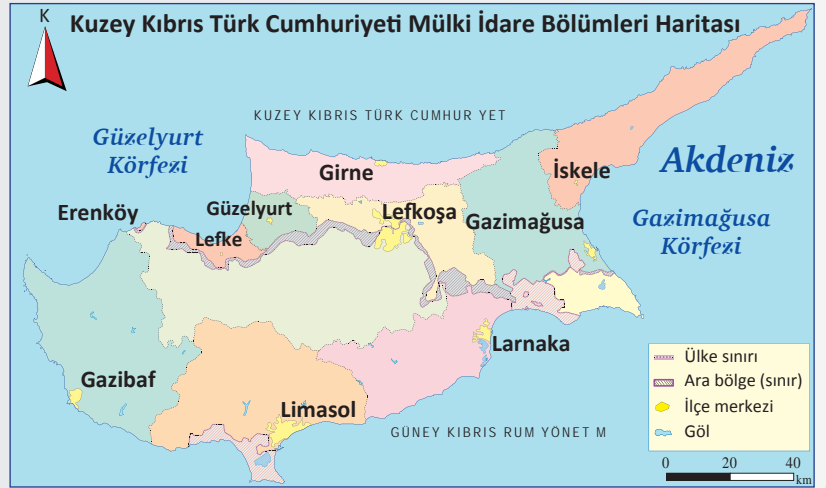 Kuzey Kıbrıs Türk Cumhuriyeti Mülki İdare Bölümleri Haritası
K
KUZEY KIBRIS TÜRK CUMHUR YET
Güzelyurt
Körfezi
Akdeniz
Girne
İskele
Erenköy
Güzelyurt
Lefkoşa
Gazimağusa
Gazimağusa
Körfezi
Lefke
Larnaka
Gazibaf
Limasol
GÜNEY KIBRIS RUM YÖNET M
Ülke sınırı
Ara bölge (sınır)
İlçe merkezi
Göl
0 20 40
km